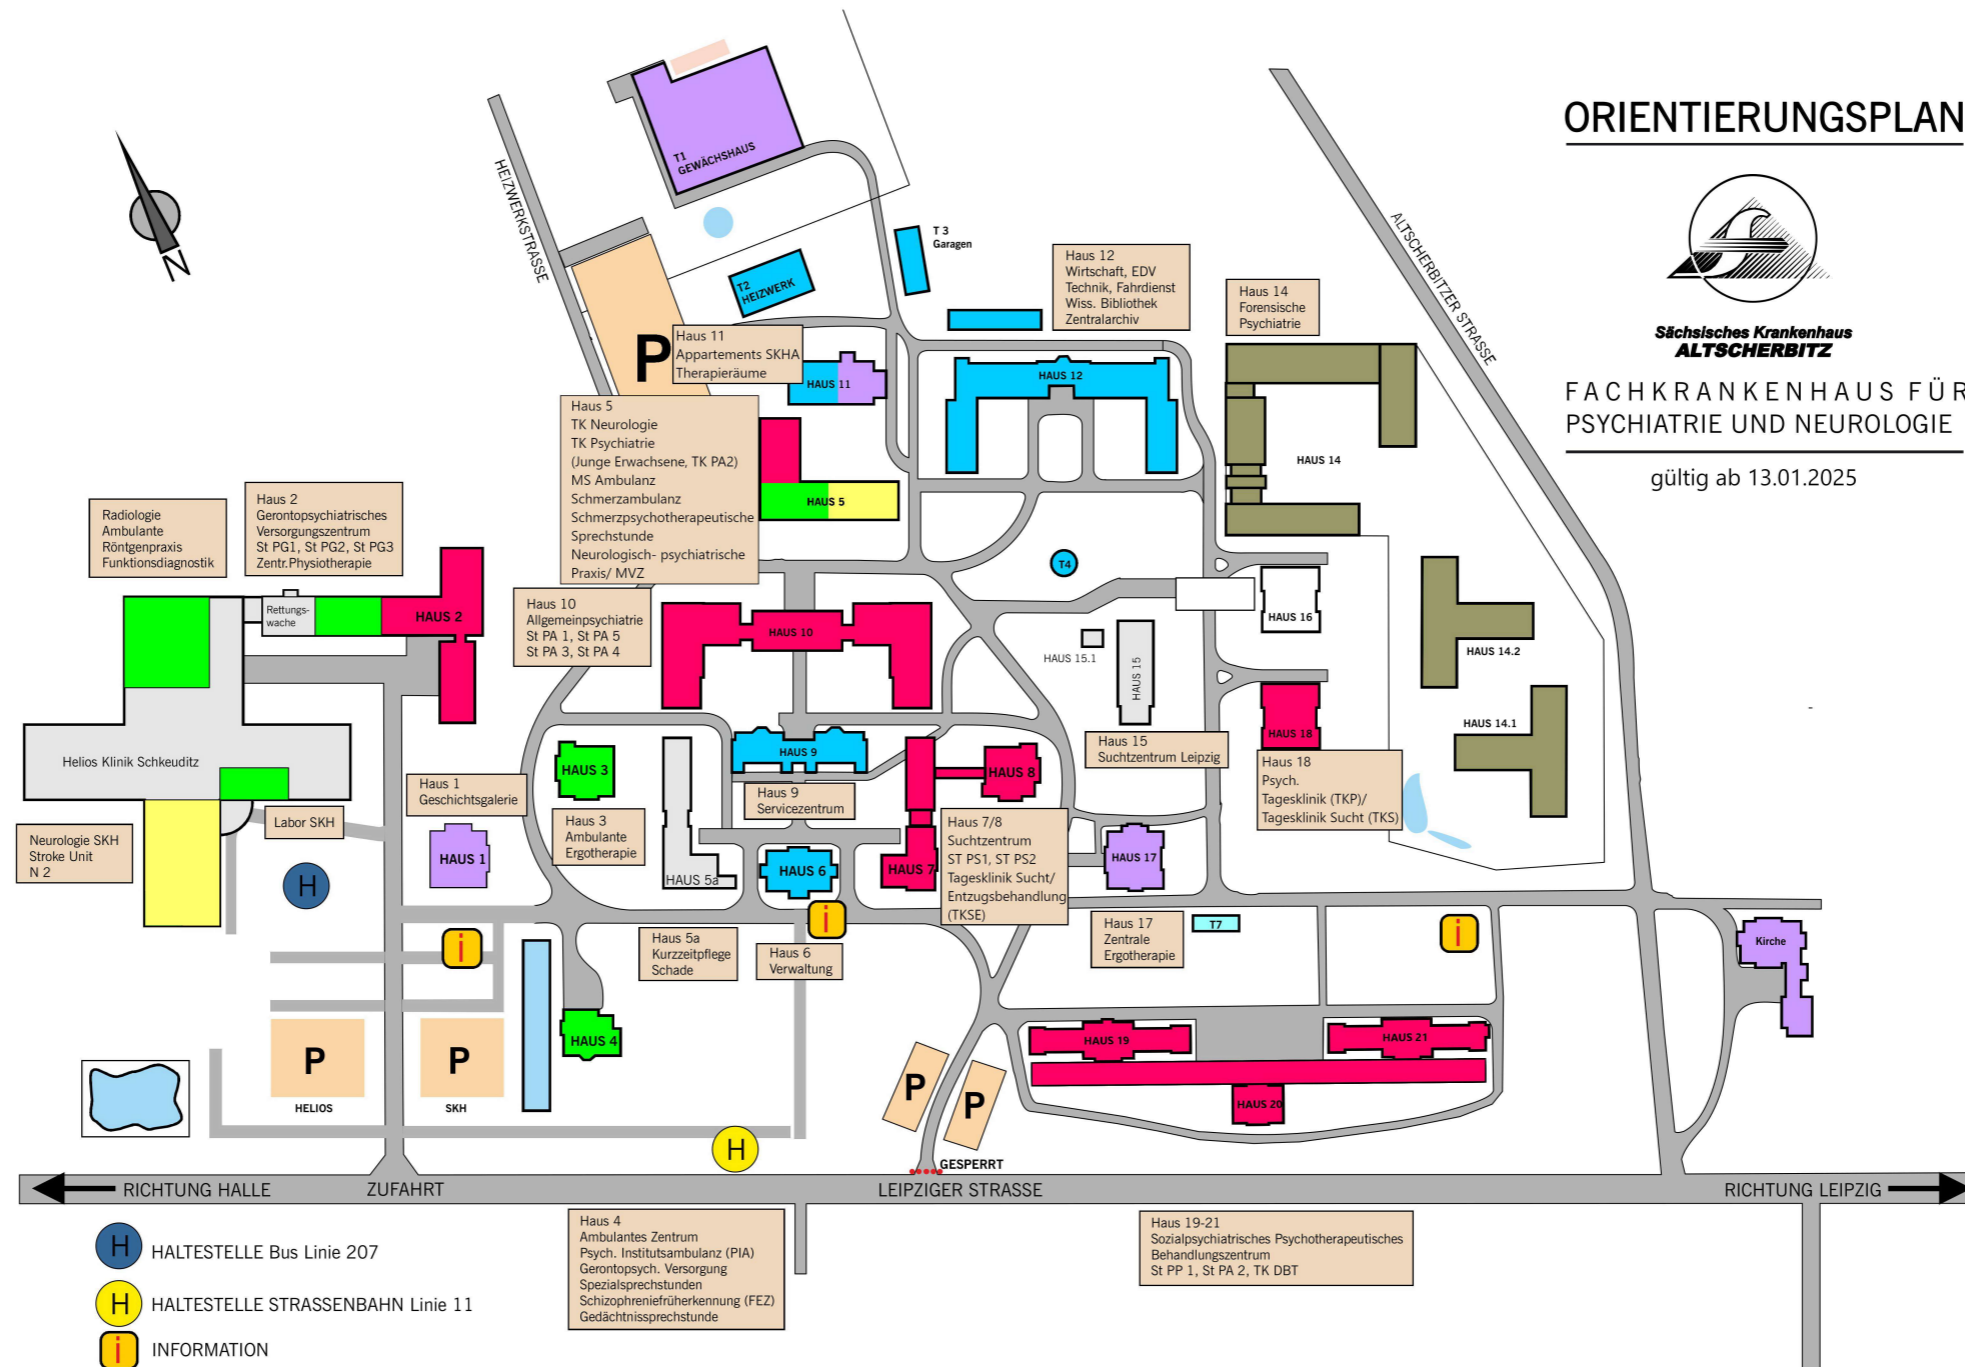 ORIENTIERUNGSPLAN
Sächsisches Krankenhaus
ALTSCHERBITZ
FACHKRANKENHAUS FÜR
PSYCHIATRIE UND NEUROLOGIE
gültig ab 13.01.2025
N
HEIZWERKSTRASSE
ALTSCHERBITZER STRASSE
T1
GEWÄCHSHAUS
T2
HEIZWERK
T 3
Garagen
Haus 12
Wirtschaft, EDV
Technik, Fahrdienst
Wiss. Bibliothek
Zentralarchiv
Haus 14
Forensische
Psychiatrie
P
Haus 11
Appartements SKHA
Therapieräume
HAUS 11
HAUS 12
HAUS 14
Haus 5
TK Neurologie
TK Psychiatrie
(Junge Erwachsene, TK PA2)
MS Ambulanz
Schmerzambulanz
Schmerzpsychotherapeutische
Sprechstunde
Neurologisch- psychiatrische
Praxis/ MVZ
HAUS 5
Radiologie
Ambulante
Röntgenpraxis
Funktionsdiagnostik
Haus 2
Gerontopsychiatrisches
Versorgungszentrum
St PG1, St PG2, St PG3
Zentr.Physiotherapie
Rettungs-
wache
HAUS 2
Haus 10
Allgemeinpsychiatrie
St PA 1, St PA 5
St PA 3, St PA 4
HAUS 10
T4
HAUS 16
HAUS 15.1
HAUS 15
HAUS 14.2
HAUS 14.1
Haus 15
Suchtzentrum Leipzig
HAUS 18
Haus 18
Psych.
Tagesklinik (TKP)/
Tagesklinik Sucht (TKS)
Helios Klinik Schkeuditz
Labor SKH
Neurologie SKH
Stroke Unit
N 2
H
Haus 1
Geschichtsgalerie
HAUS 1
HAUS 3
Haus 3
Ambulante
Ergotherapie
HAUS 5a
HAUS 9
Haus 9
Servicezentrum
HAUS 6
HAUS 8
HAUS 7
Haus 7/8
Suchtzentrum
ST PS1, ST PS2
Tagesklinik Sucht/
Entzugsbehandlung
(TKSE)
HAUS 17
Haus 17
Zentrale
Ergotherapie
T7
i
i
i
Haus 5a
Kurzzeitpflege
Schade
Haus 6
Verwaltung
Kirche
HAUS 4
HAUS 19
HAUS 21
HAUS 20
P
HELIOS
P
SKH
P
P
H
GESPERRT
RICHTUNG HALLE
ZUFAHRT
LEIPZIGER STRASSE
RICHTUNG LEIPZIG
H HALTESTELLE Bus Linie 207
H HALTESTELLE STRASSENBAHN Linie 11
i INFORMATION
Haus 4
Ambulantes Zentrum
Psych. Institutsambulanz (PIA)
Gerontopsych. Versorgung
Spezialsprechstunden
Schizophreniefrüherkennung (FEZ)
Gedächtnissprechstunde
Haus 19-21
Sozialpsychiatrisches Psychotherapeutisches
Behandlungszentrum
St PP 1, St PA 2, TK DBT